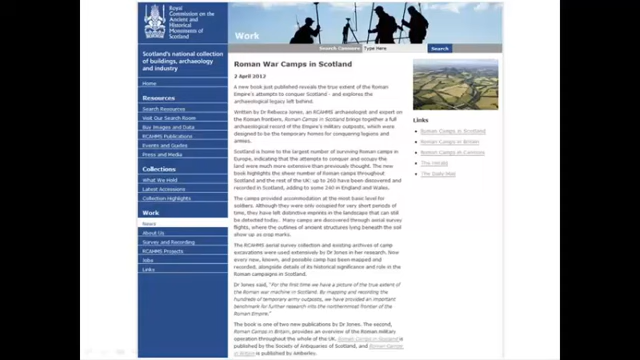 Royal
Commission on the
Ancient and
Historical
Monuments of
Scotland
Scotland's national collection
of buildings, archaeology
and industry
Home
Resources
Search Resources
Visit Our Search Room
Buy Images and Data
RCAHMS Publications
Events and Guides
Press and Media
Collections
What We Hold
Latest Accessions
Collection Highlights
Work
News
About Us
Survey and Recording
RCAHMS Projects
Jobs
Links
Work
Search Canmore
Type Here
Search
Roman War Camps in Scotland
2 April 2012
A new book just published reveals the true extent of the Roman
Empire's attempts to conquer Scotland - and explores the
archaeological legacy left behind.
Written by Dr Rebecca Jones, an RCAHMS archaeologist and expert on
the Roman frontiers, Roman Camps in Scotland brings together a full
archaeological record of the Empire's military outposts, which were
designed to be the temporary homes for conquering legions and
armies.
Scotland is home to the largest number of surviving Roman camps in
Europe, indicating that the attempts to conquer and occupy the
land were much more extensive than previously thought. The new
book highlights the sheer number of Roman camps throughout
Scotland and the rest of the UK: up to 260 have been discovered and
recorded in Scotland, adding to some 240 in England and Wales.
The camps provided accommodation at the most basic level for
soldiers. Although they were only occupied for very short periods of
time, they have left distinctive imprints in the landscape that can still
be detected today. Many camps are discovered through aerial survey
flights, where the outlines of ancient structures lying beneath the soil
show up as crop marks.
The RCAHMS aerial survey collection and existing archives of camp
excavations were used extensively by Dr Jones in her research. Now
every new, known, and possible camp has been mapped and
recorded, alongside details of its historical significance and role in the
Roman campaigns in Scotland.
Dr Jones said, "For the first time we have a picture of the true extent of
the Roman war machine in Scotland. By mapping and recording the
hundreds of temporary army outposts, we have provided an important
benchmark for further research into the northernmost frontier of the
Roman Empire."
The book is one of two new publications by Dr Jones. The second,
Roman Camps in Britain, provides an overview of the Roman military
operation throughout the whole of the UK. Roman Camps in Scotland is
published by the Society of Antiquaries of Scotland, and Roman Camps
in Britain is published by Amberley.
Links
Roman Camps in Scotland
Roman Camps in Britain
Roman Camps in Canmore
The Herald
The Daily Mail